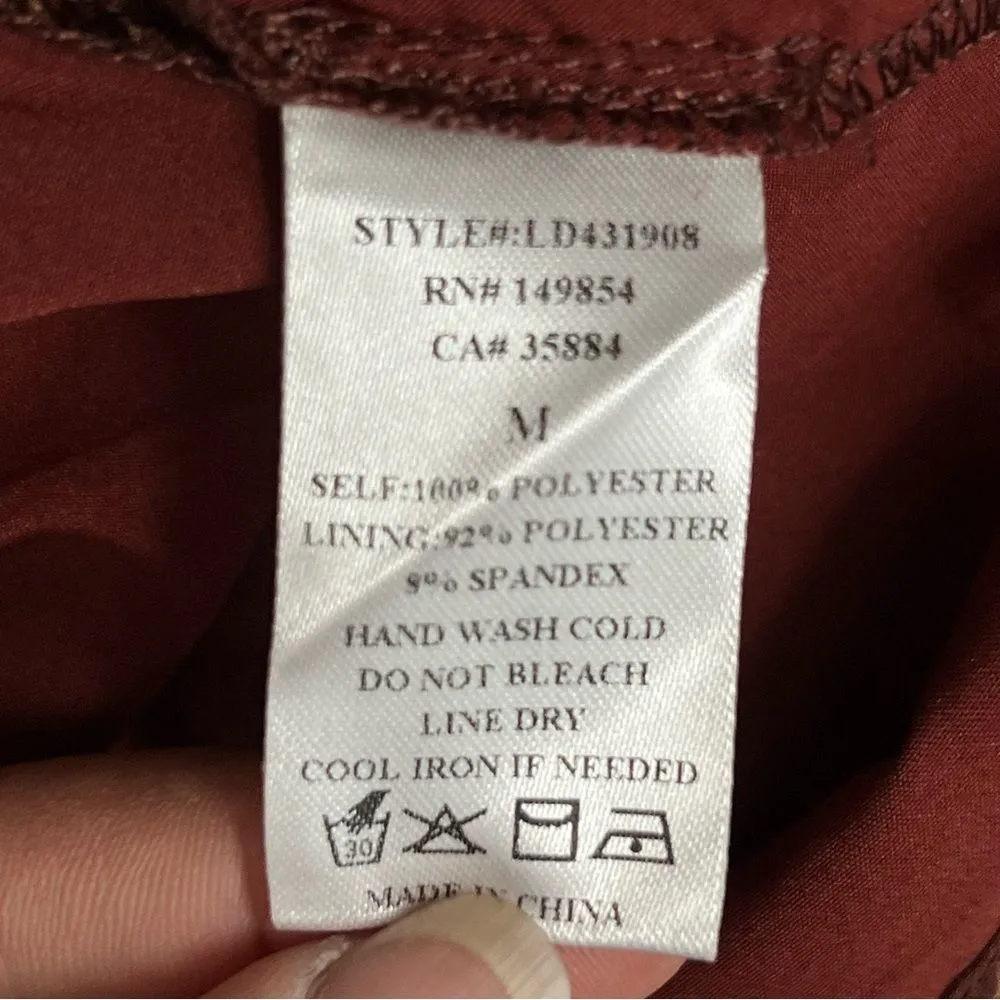 STYLE#:LD431908
RN# 149854
CA# 35884
M
SELF:100% POLYESTER
LINING:92% POLYESTER
8% SPANDEX
HAND WASH COLD
DO NOT BLEACH
LINE DRY
COOL IRON IF NEEDED
30
MADE IN CHINA